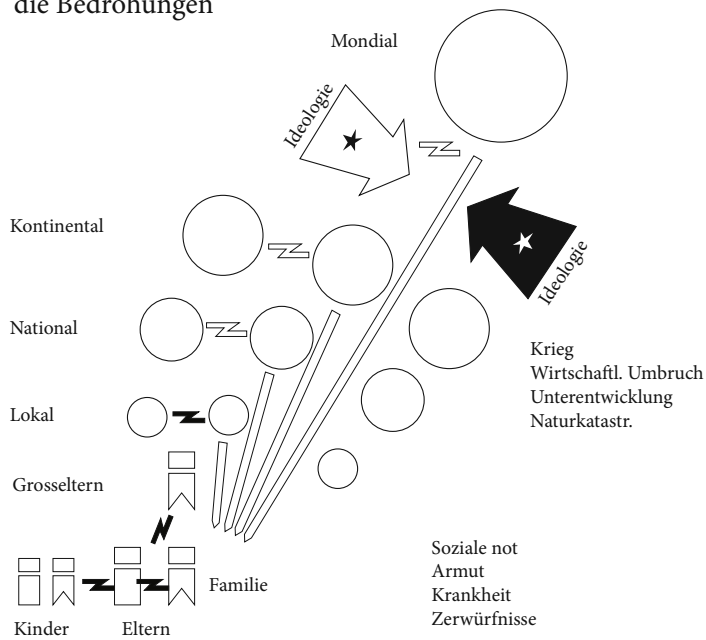 die Bedrohungen
Mondial
Ideologie
Kontinental
Ideologie
National
Krieg
Wirtschaftl. Umbruch
Unterentwicklung
Naturkatastr.
Lokal
Grosseltern
Soziale not
Armut
Krankheit
Zerwürfnisse
Familie
Kinder
Eltern